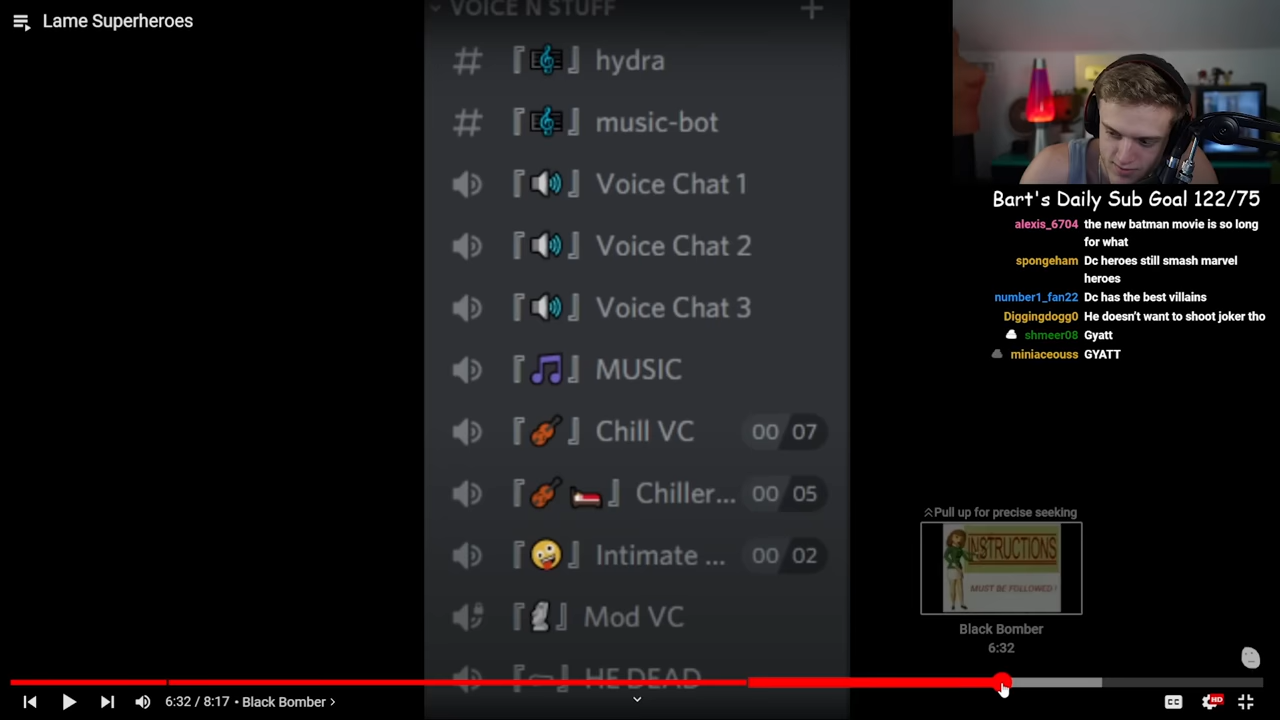 Lame Superheroes
VOICE N STUFF
hydra
music-bot
Voice Chat 1
Voice Chat 2
Voice Chat 3
MUSIC
Chill VC 00 07
Chiller... 00 05
Intimate ... 00 02
Mod VC
HE DEAD
Bart's Daily Sub Goal 122/75
alexis_6704 the new batman movie is so long
for what
spongeham Dc heroes still smash marvel
heroes
number1_fan22 Dc has the best villains
Diggingdogg0 He doesn't want to shoot joker tho
shmeer08 Gyatt
miniaceouss GYATT
Pull up for precise seeking
INSTRUCTIONS
MUST BE FOLLOWED!
Black Bomber
6:32
6:32 / 8:17 • Black Bomber
CC
HD